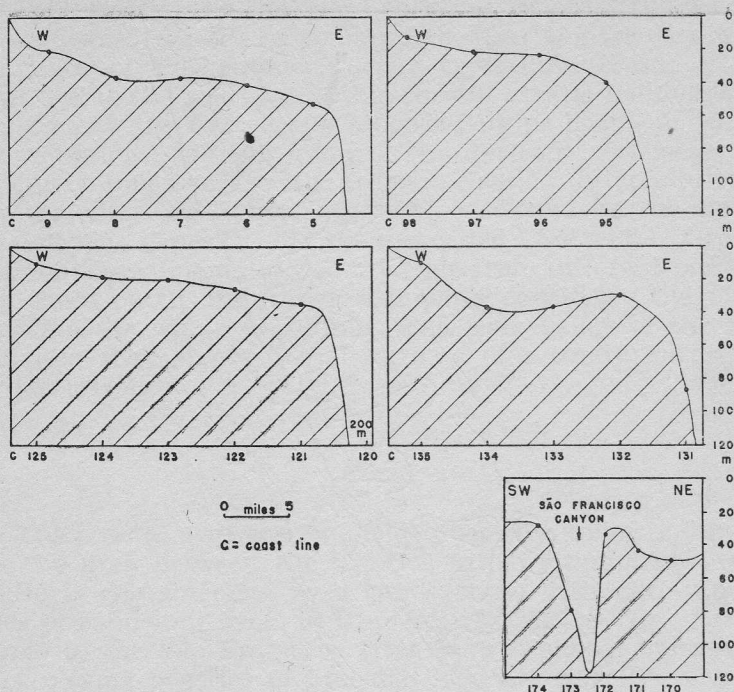 W E
0
20
40
60
80
100
120
C 9 8 7 6 5
W E
C 98 97 96 95 m
W E
0
20
40
60
80
100
120
200
m
C 125 124 123 122 121 120
W E
C 135 134 133 132 131 m
0 miles 5
C = coast line
SW NE
SÃO FRANCISCO
CANYON
0
20
40
60
80
100
120
174 173 172 171 170